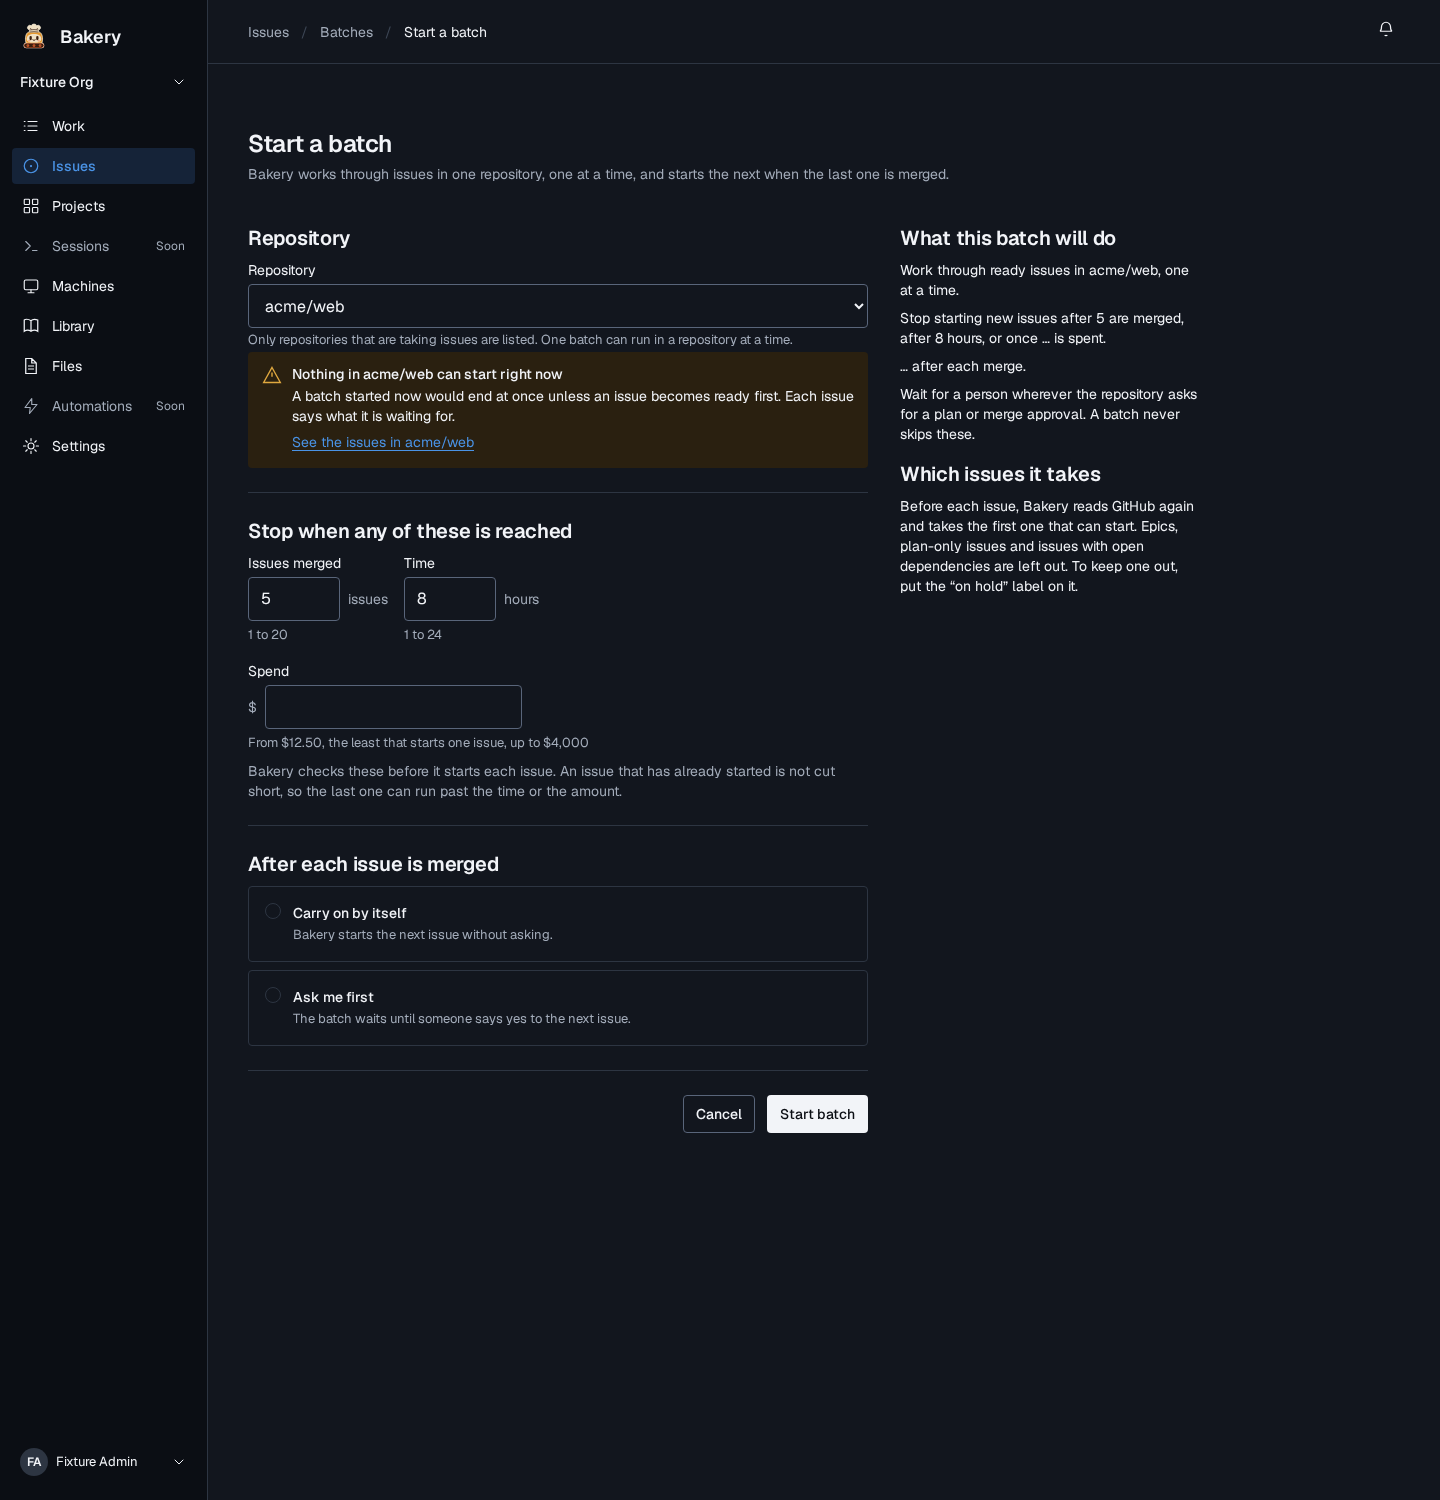 Bakery
Fixture Org
Work
Issues
Projects
Sessions Soon
Machines
Library
Files
Automations Soon
Settings
FA Fixture Admin
Issues / Batches / Start a batch
Start a batch
Bakery works through issues in one repository, one at a time, and starts the next when the last one is merged.
Repository
Repository
acme/web
Only repositories that are taking issues are listed. One batch can run in a repository at a time.
Nothing in acme/web can start right now
A batch started now would end at once unless an issue becomes ready first. Each issue
says what it is waiting for.
See the issues in acme/web
Stop when any of these is reached
Issues merged Time
5 issues 8 hours
1 to 20 1 to 24
Spend
$
From $12.50, the least that starts one issue, up to $4,000
Bakery checks these before it starts each issue. An issue that has already started is not cut
short, so the last one can run past the time or the amount.
After each issue is merged
Carry on by itself
Bakery starts the next issue without asking.
Ask me first
The batch waits until someone says yes to the next issue.
Cancel Start batch
What this batch will do
Work through ready issues in acme/web, one
at a time.
Stop starting new issues after 5 are merged,
after 8 hours, or once … is spent.
… after each merge.
Wait for a person wherever the repository asks
for a plan or merge approval. A batch never
skips these.
Which issues it takes
Before each issue, Bakery reads GitHub again
and takes the first one that can start. Epics,
plan-only issues and issues with open
dependencies are left out. To keep one out,
put the “on hold” label on it.